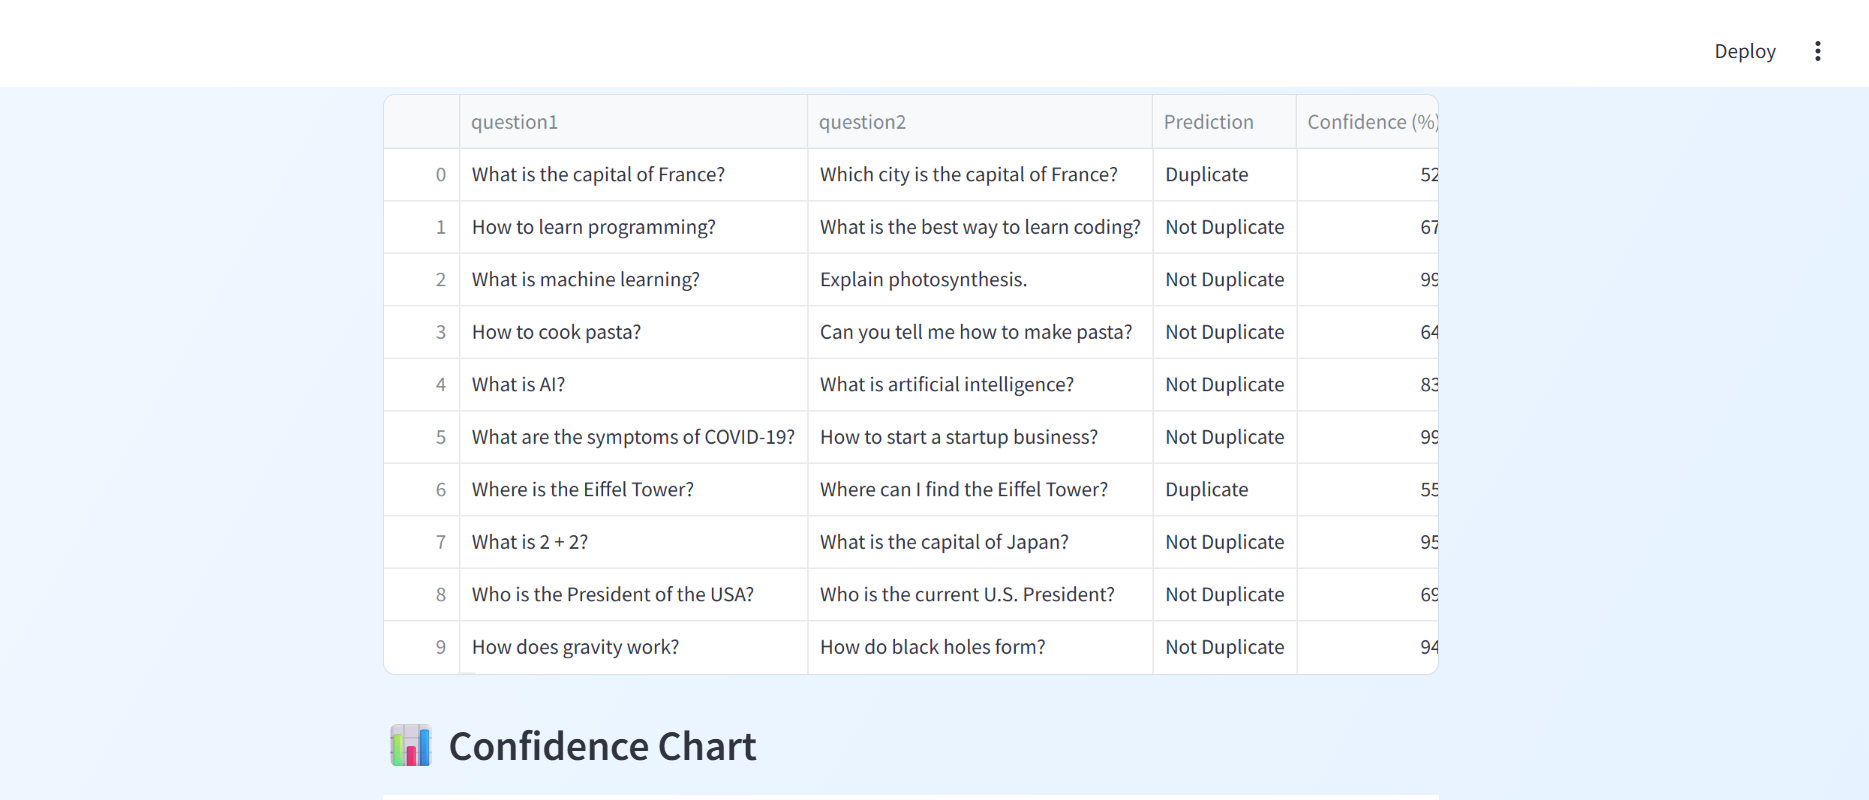 Deploy
question1 question2 Prediction Confidence (%)
0 What is the capital of France? Which city is the capital of France? Duplicate 52
1 How to learn programming? What is the best way to learn coding? Not Duplicate 67
2 What is machine learning? Explain photosynthesis. Not Duplicate 99
3 How to cook pasta? Can you tell me how to make pasta? Not Duplicate 64
4 What is AI? What is artificial intelligence? Not Duplicate 83
5 What are the symptoms of COVID-19? How to start a startup business? Not Duplicate 99
6 Where is the Eiffel Tower? Where can I find the Eiffel Tower? Duplicate 55
7 What is 2 + 2? What is the capital of Japan? Not Duplicate 95
8 Who is the President of the USA? Who is the current U.S. President? Not Duplicate 69
9 How does gravity work? How do black holes form? Not Duplicate 94
Confidence Chart